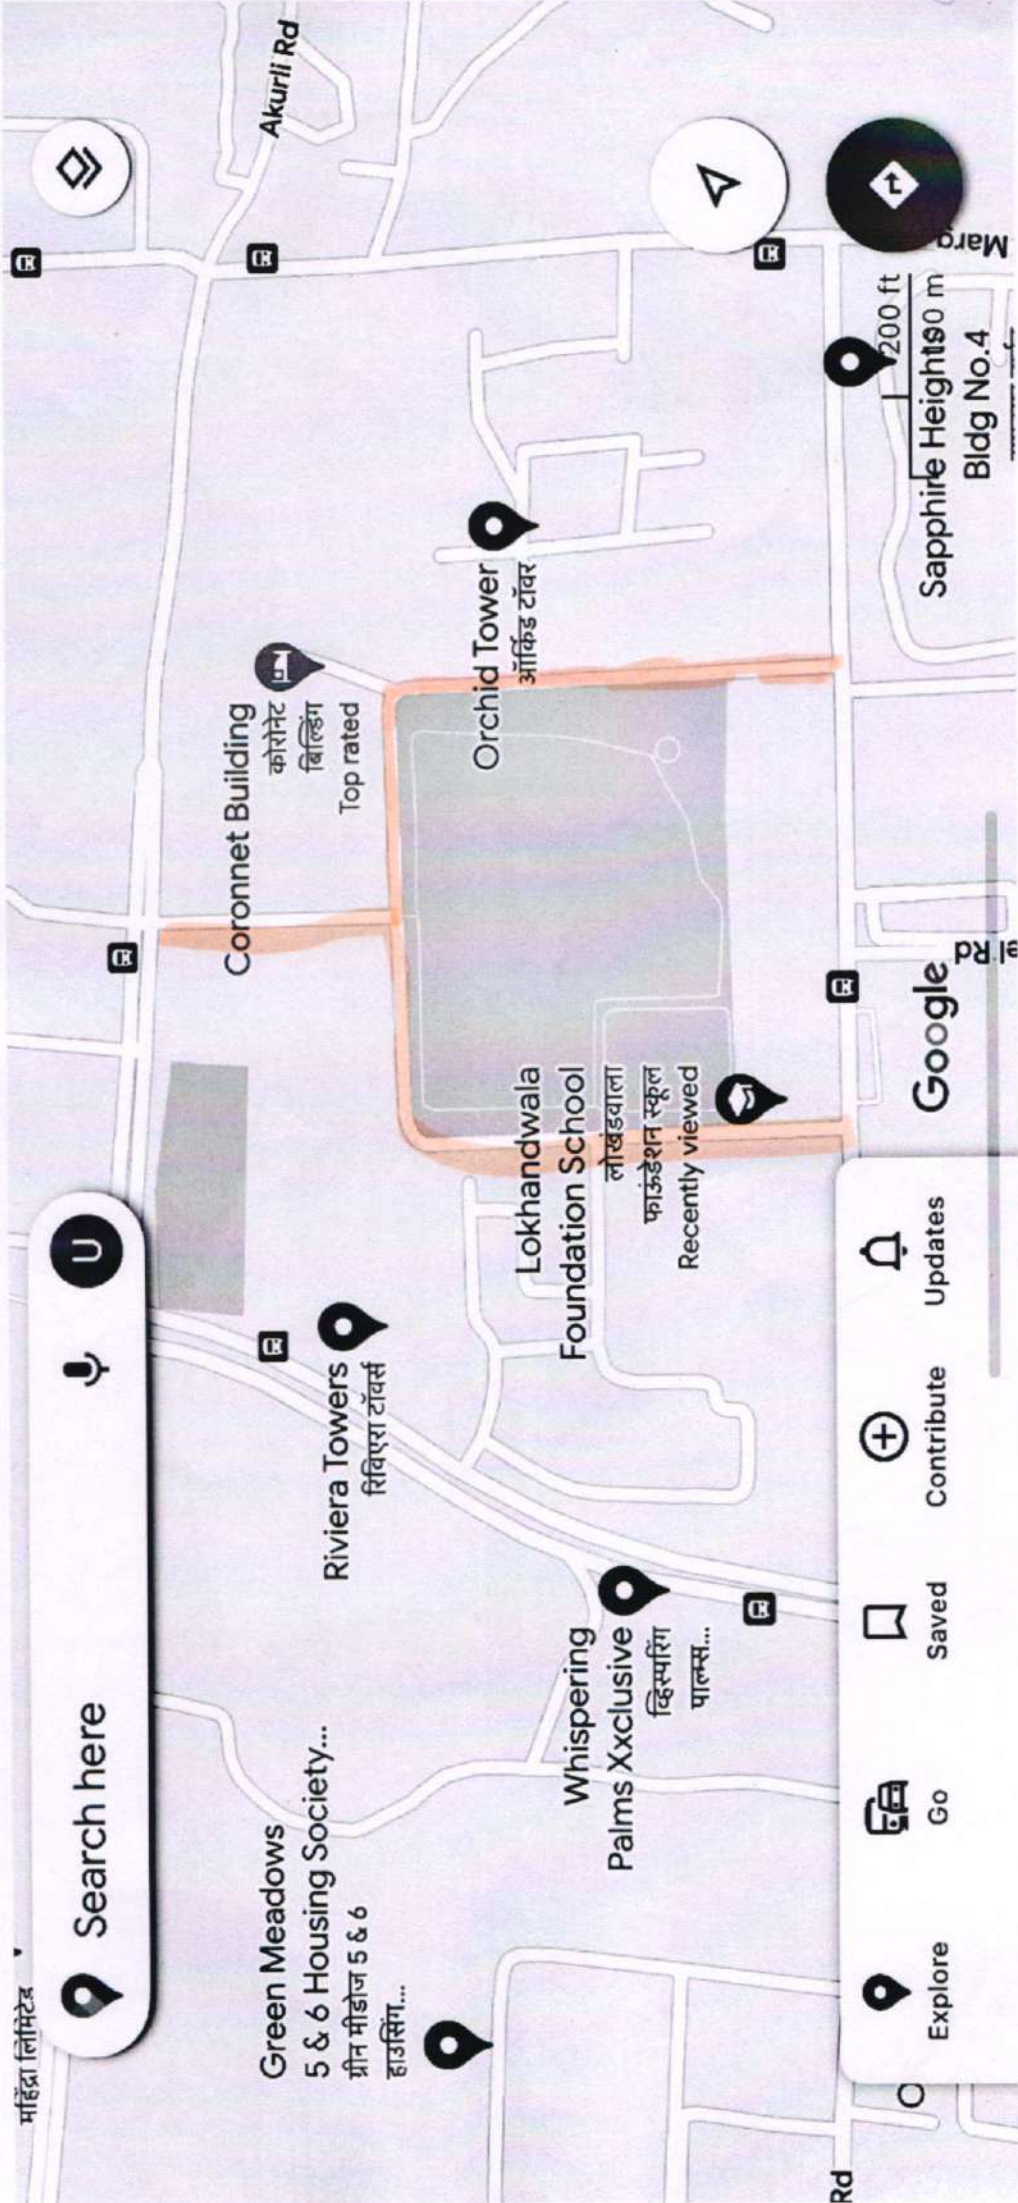 महिंद्रा लिमिटेड
Search here
U
Akurli Rd
Green Meadows
5 & 6 Housing Society...
ग्रीन मीडोज 5 & 6
हाउसिंग...
Riviera Towers
रिविएरा टॉवर्स
Coronnet Building
कोरोनेट
बिल्डिंग
Top rated
Whispering
Palms Xxclusive
व्हिस्परिंग
पाल्म्स...
Lokhandwala
Foundation School
लोखंडवाला
फाऊंडेशन स्कूल
Recently viewed
Orchid Tower
ऑर्किड टॉवर
Sapphire Heights
Bldg No.4
200 ft
100 m
Marg
Rd
el Rd
Google
Explore
Go
Saved
Contribute
Updates